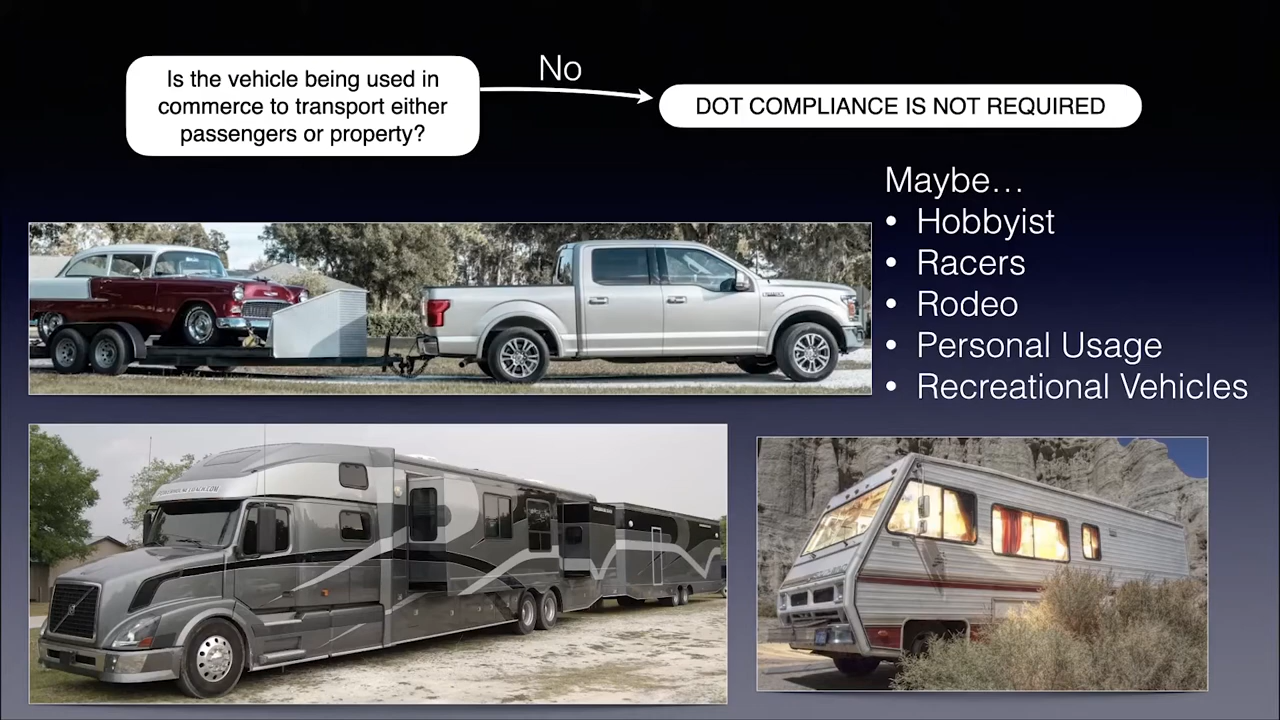 Is the vehicle being used in
commerce to transport either
passengers or property?
No
DOT COMPLIANCE IS NOT REQUIRED
Maybe…
• Hobbyist
• Racers
• Rodeo
• Personal Usage
• Recreational Vehicles